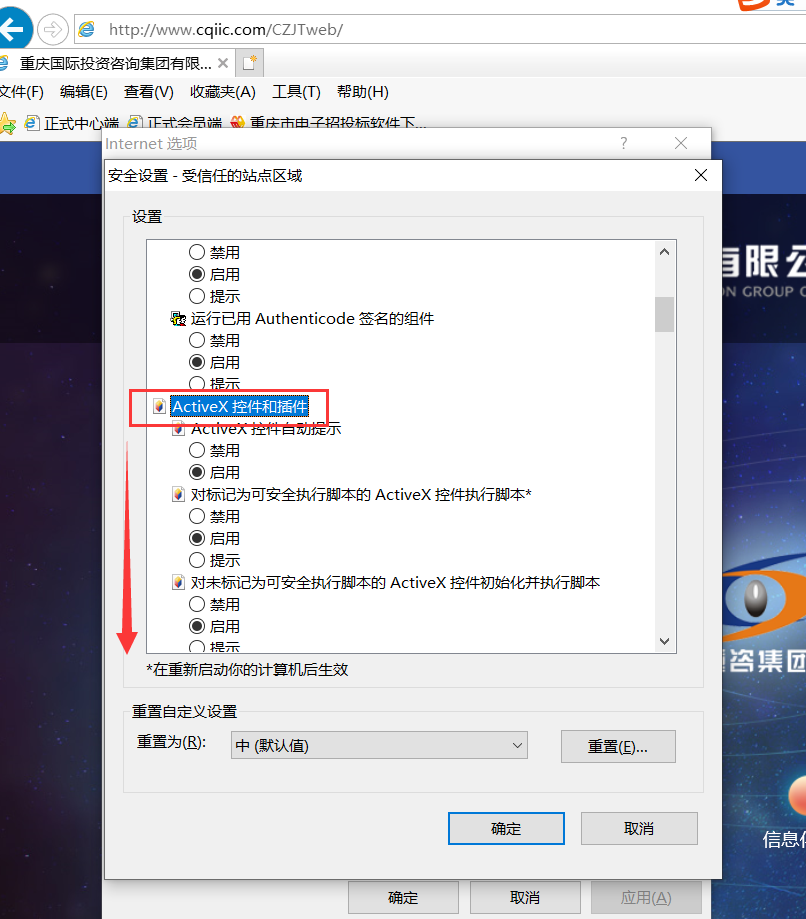 http://www.cqiic.com/CZJTweb/
重庆国际投资咨询集团有限...
文件(F) 编辑(E) 查看(V) 收藏夹(A) 工具(T) 帮助(H)
正式中心端 正式会员端 重庆市电子招投标软件下...
Internet 选项
安全设置 - 受信任的站点区域
设置
禁用
启用
提示
运行已用 Authenticode 签名的组件
禁用
启用
提示
ActiveX 控件和插件
ActiveX 控件自动提示
禁用
启用
对标记为可安全执行脚本的 ActiveX 控件执行脚本*
禁用
启用
提示
对未标记为可安全执行脚本的 ActiveX 控件初始化并执行脚本
禁用
启用
提示
*在重新启动你的计算机后生效
重置自定义设置
重置为(R): 中 (默认值) 重置(E)...
确定 取消
确定 取消 应用(A)
有限公
ON GROUP C
咨集团
信息化